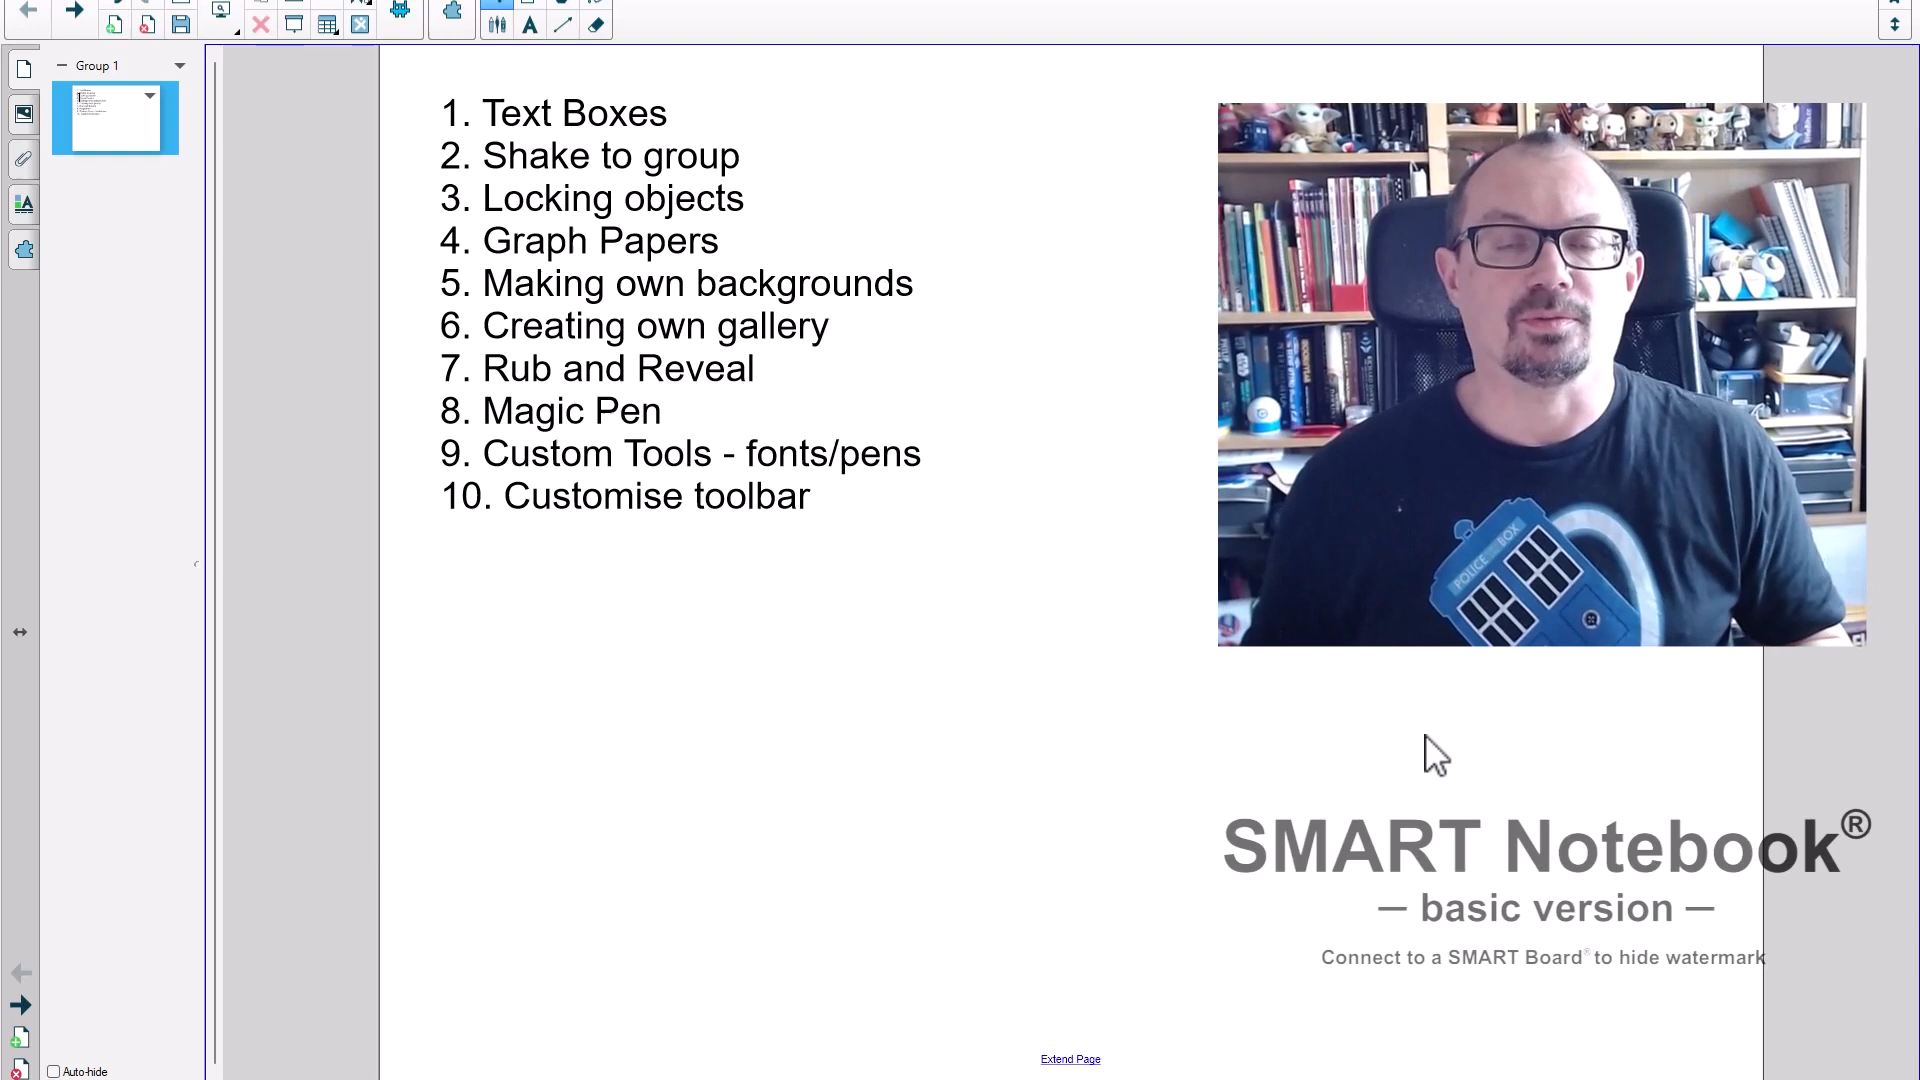 Group 1
1. Text Boxes
2. Shake to group
3. Locking objects
4. Graph Papers
5. Making own backgrounds
6. Creating own gallery
7. Rub and Reveal
8. Magic Pen
9. Custom Tools - fonts/pens
10. Customise toolbar
POLICE BOX
SMART Notebook®
— basic version —
Connect to a SMART Board® to hide watermark
Extend Page
Auto-hide